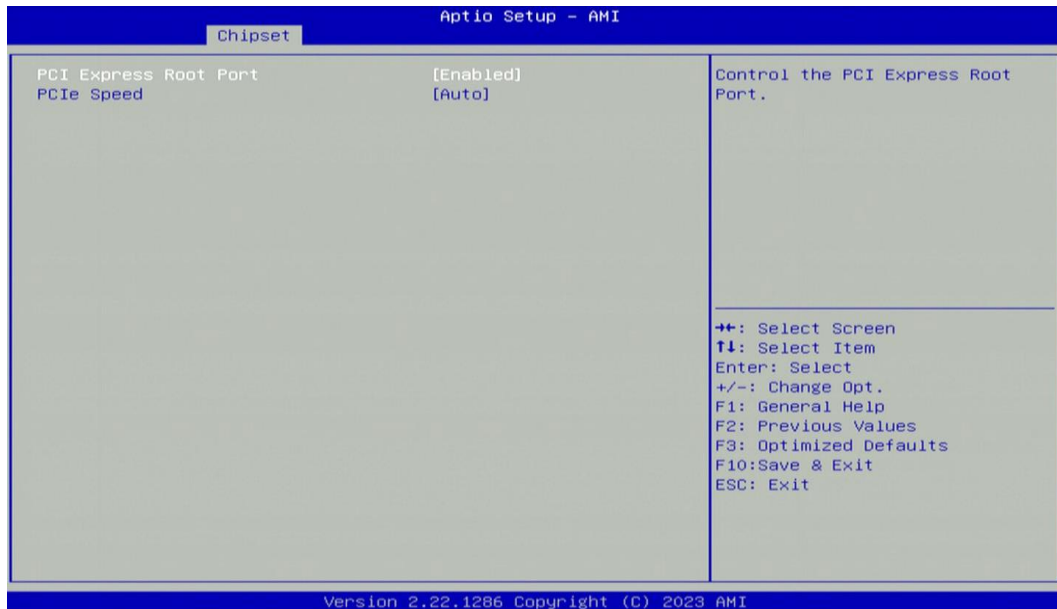 Aptio Setup – AMI
Chipset
PCI Express Root Port [Enabled]
PCIe Speed [Auto]
Control the PCI Express Root
Port.
→←: Select Screen
↑↓: Select Item
Enter: Select
+/-: Change Opt.
F1: General Help
F2: Previous Values
F3: Optimized Defaults
F10:Save & Exit
ESC: Exit
Version 2.22.1286 Copyright (C) 2023 AMI